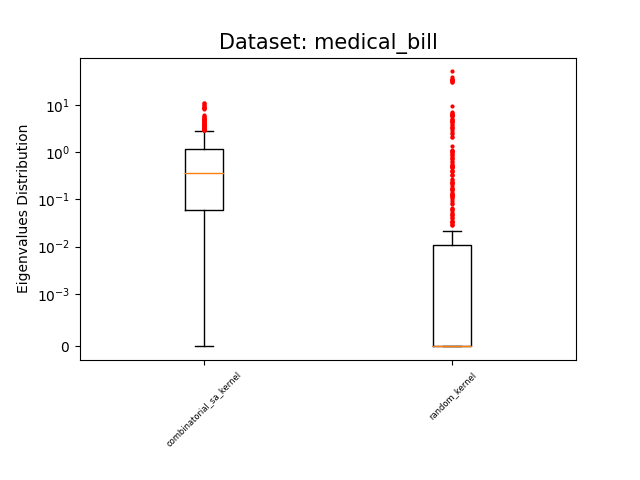 Dataset: medical_bill
Eigenvalues Distribution
10¹
10⁰
10⁻¹
10⁻²
10⁻³
0
combinatorial_sa_kernel
random_kernel